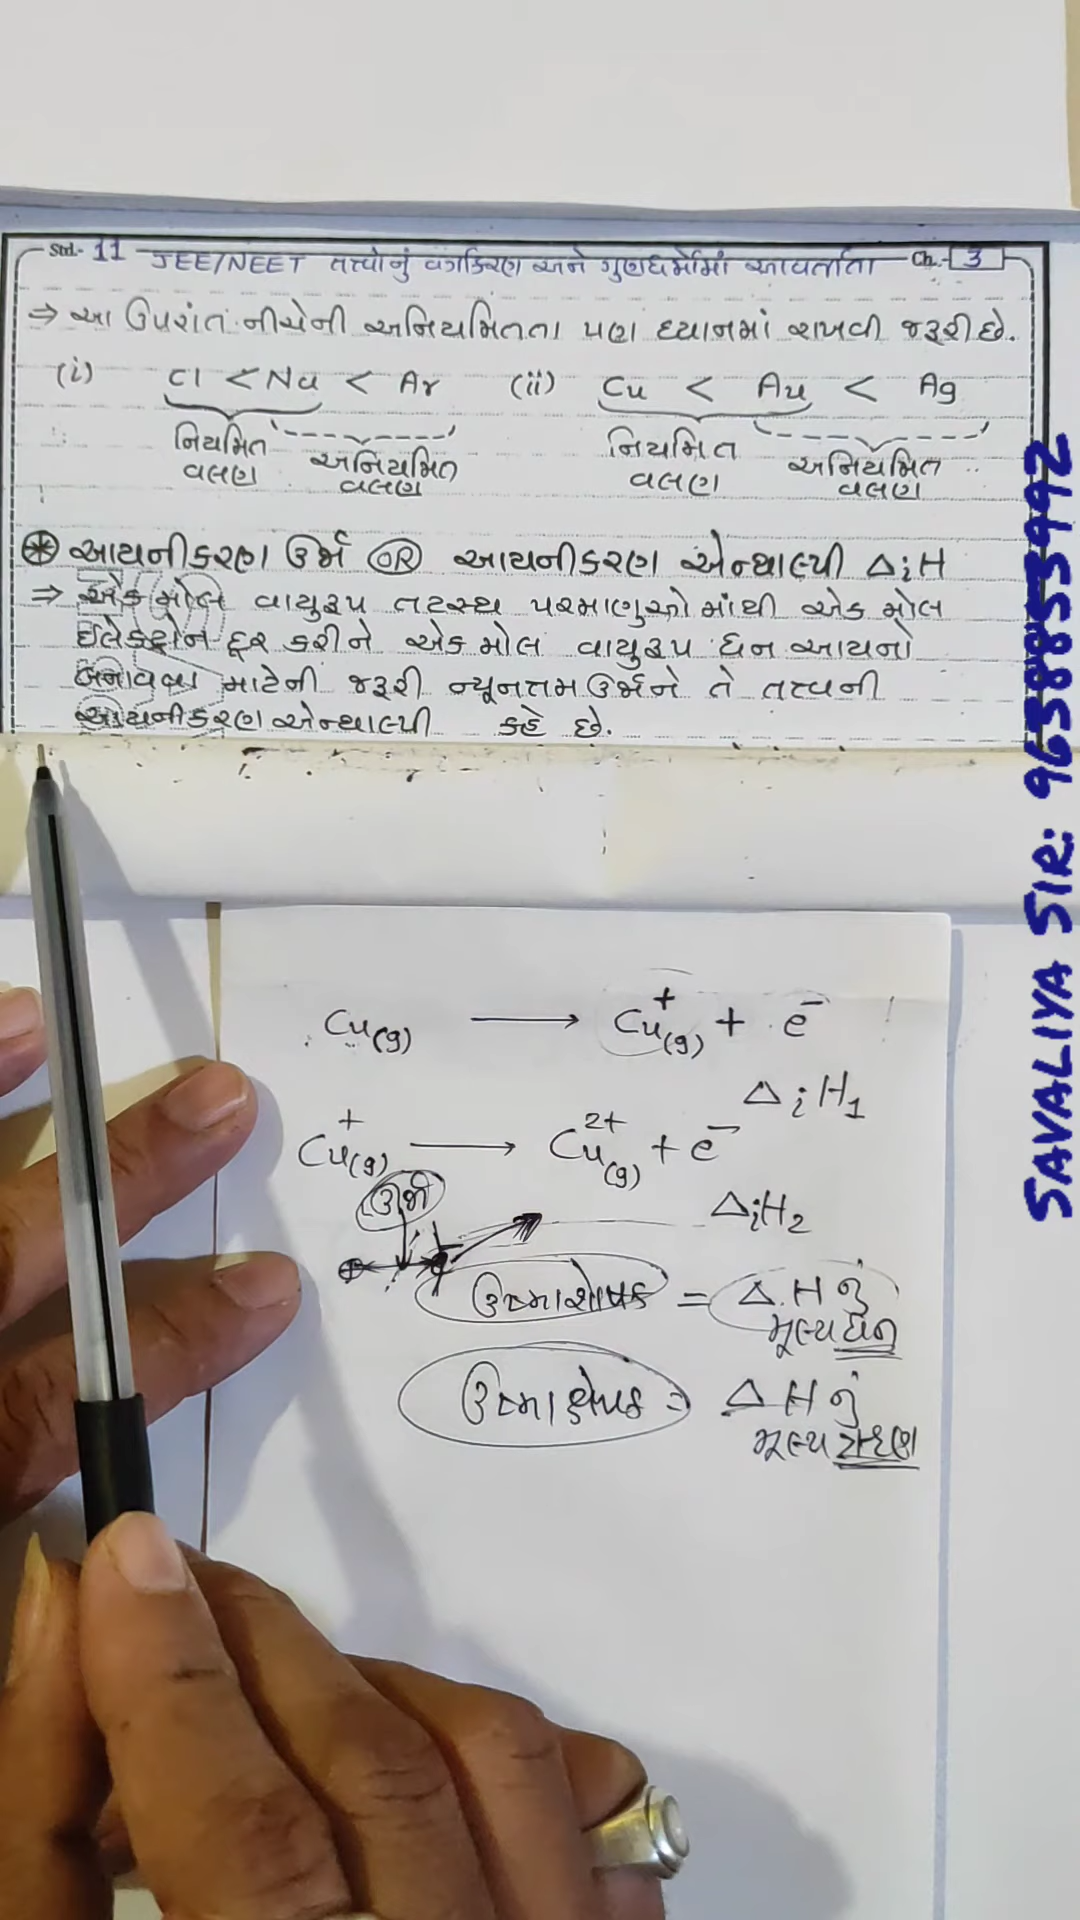 Std.- 11 JEE/NEET તત્ત્વોનું વર્ગીકરણ અને ગુણધર્મોમાં આવર્તીતા Ch.- 3
⇒ આ ઉપરાંત નીચેની અનિયમિતતા પણ ધ્યાનમાં રાખવી જરૂરી છે.
(i) Cl < Na < Ar (ii) Cu < Au < Ag
નિયમિત વલણ અનિયમિત વલણ નિયમિત વલણ અનિયમિત વલણ
⊛ આયનીકરણ ઉર્જા OR આયનીકરણ એન્થાલ્પી ΔiH
⇒ એક મોલ વાયુરૂપ તટસ્થ પરમાણુઓમાંથી એક મોલ
ઈલેક્ટ્રોન દૂર કરીને એક મોલ વાયુરૂપ ધન આયનો
બનાવવા માટેની જરૂરી ન્યૂનત્તમ ઉર્જાને તે તત્ત્વની
આયનીકરણ એન્થાલ્પી કહે છે.
Cu(g) ⟶ Cu⁺(g) + e⁻
ΔiH1
Cu⁺(g) ⟶ Cu²⁺(g) + e⁻
ઉર્જા
ΔiH2
ઉષ્માશોષક = ΔH નું
મૂલ્ય ધન
ઉષ્માક્ષેપક = ΔH નું
મૂલ્ય ઋણ
SAVALIYA SIR: 9638853992